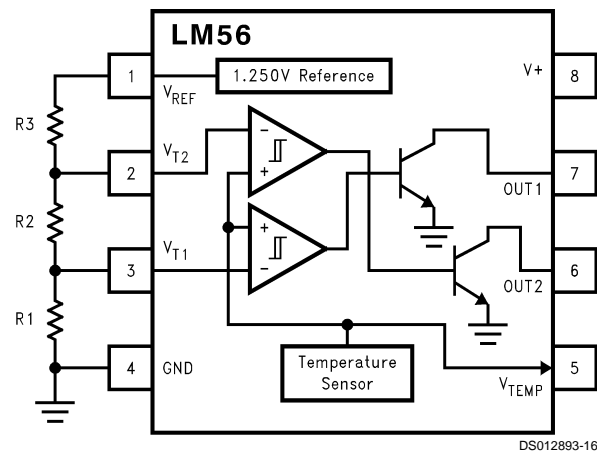 LM56
1 1.250V Reference V+ 8
VREF
R3
VT2
2 - 7
+ OUT1
R2
VT1 +
3 - 6
OUT2
R1
4 GND Temperature Sensor 5
VTEMP
DS012893-16